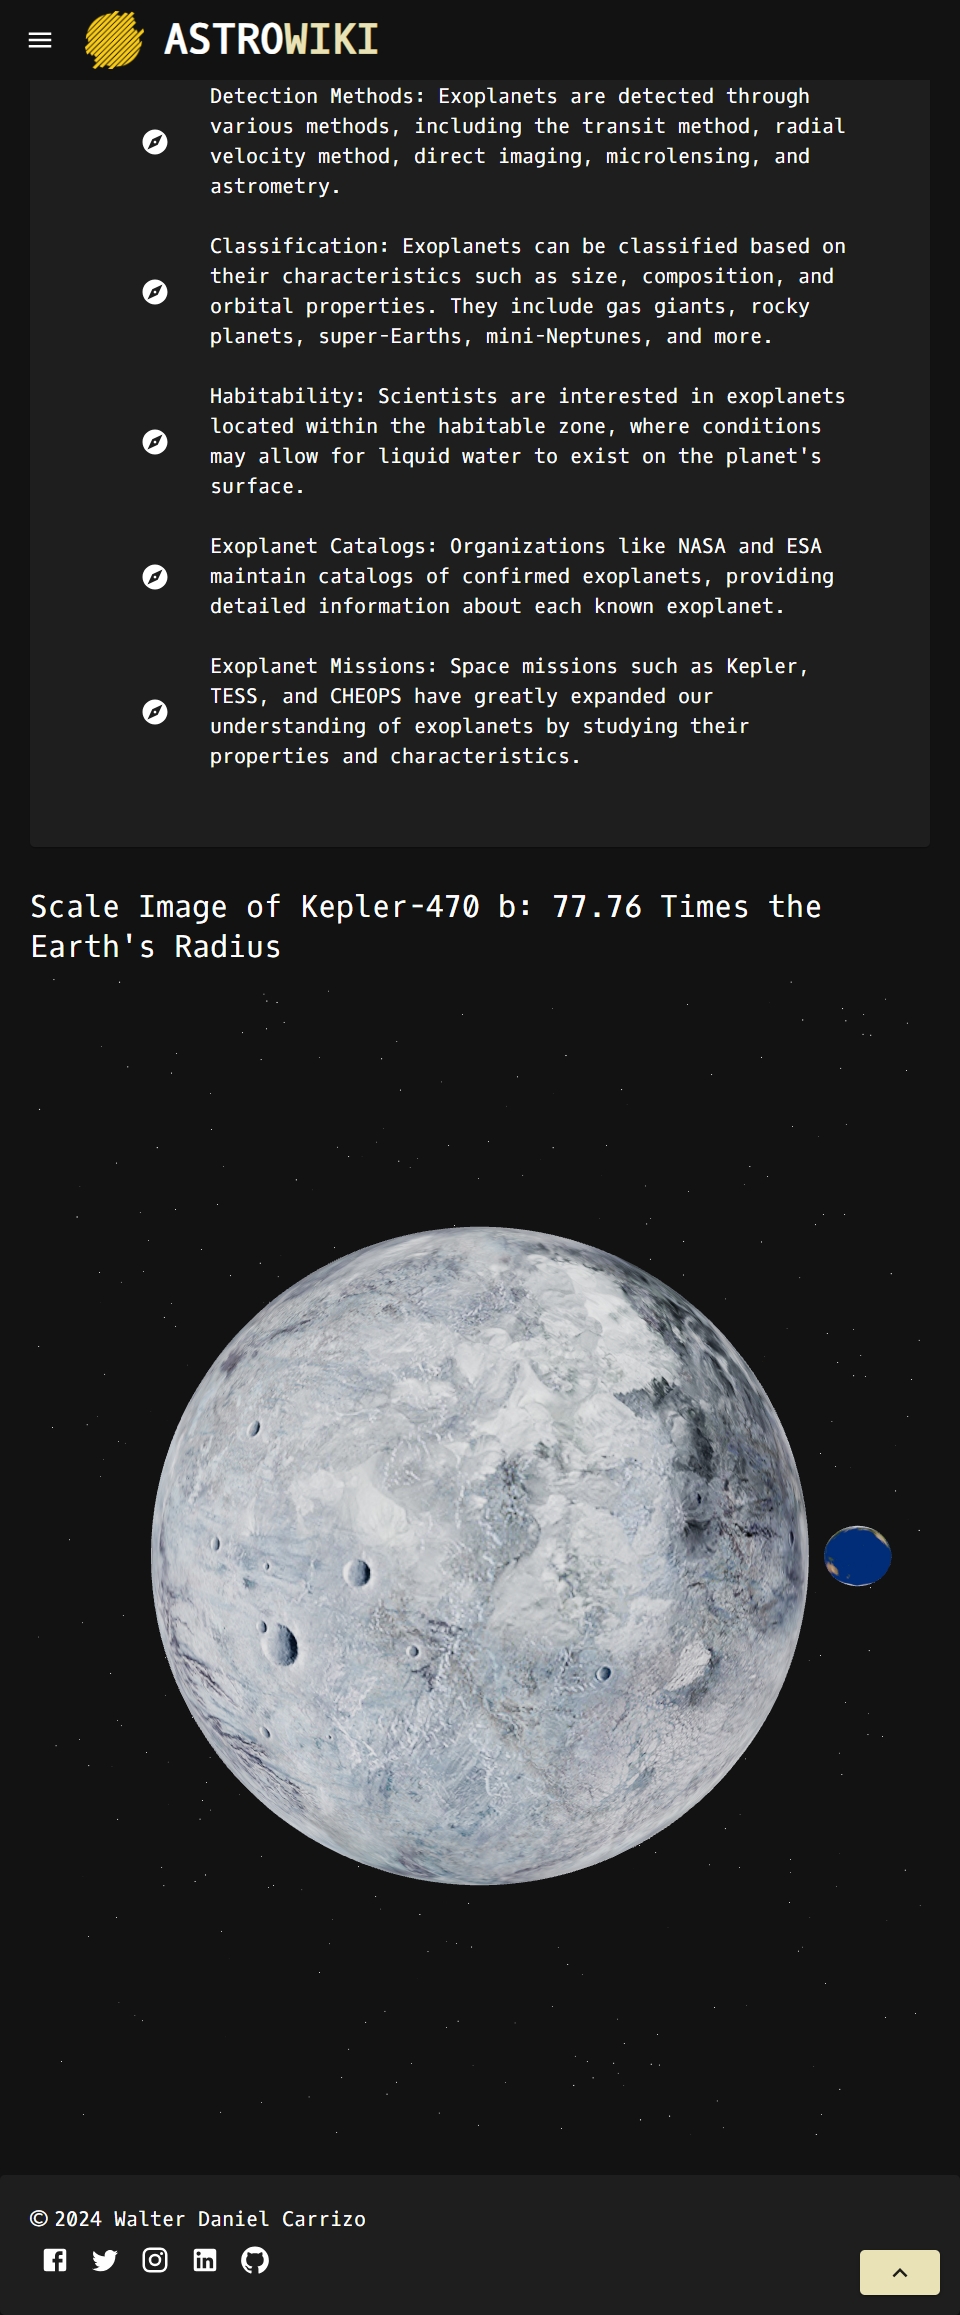 ASTROWIKI
Detection Methods: Exoplanets are detected through
various methods, including the transit method, radial
velocity method, direct imaging, microlensing, and
astrometry.
Classification: Exoplanets can be classified based on
their characteristics such as size, composition, and
orbital properties. They include gas giants, rocky
planets, super-Earths, mini-Neptunes, and more.
Habitability: Scientists are interested in exoplanets
located within the habitable zone, where conditions
may allow for liquid water to exist on the planet's
surface.
Exoplanet Catalogs: Organizations like NASA and ESA
maintain catalogs of confirmed exoplanets, providing
detailed information about each known exoplanet.
Exoplanet Missions: Space missions such as Kepler,
TESS, and CHEOPS have greatly expanded our
understanding of exoplanets by studying their
properties and characteristics.
Scale Image of Kepler-470 b: 77.76 Times the
Earth's Radius
© 2024 Walter Daniel Carrizo